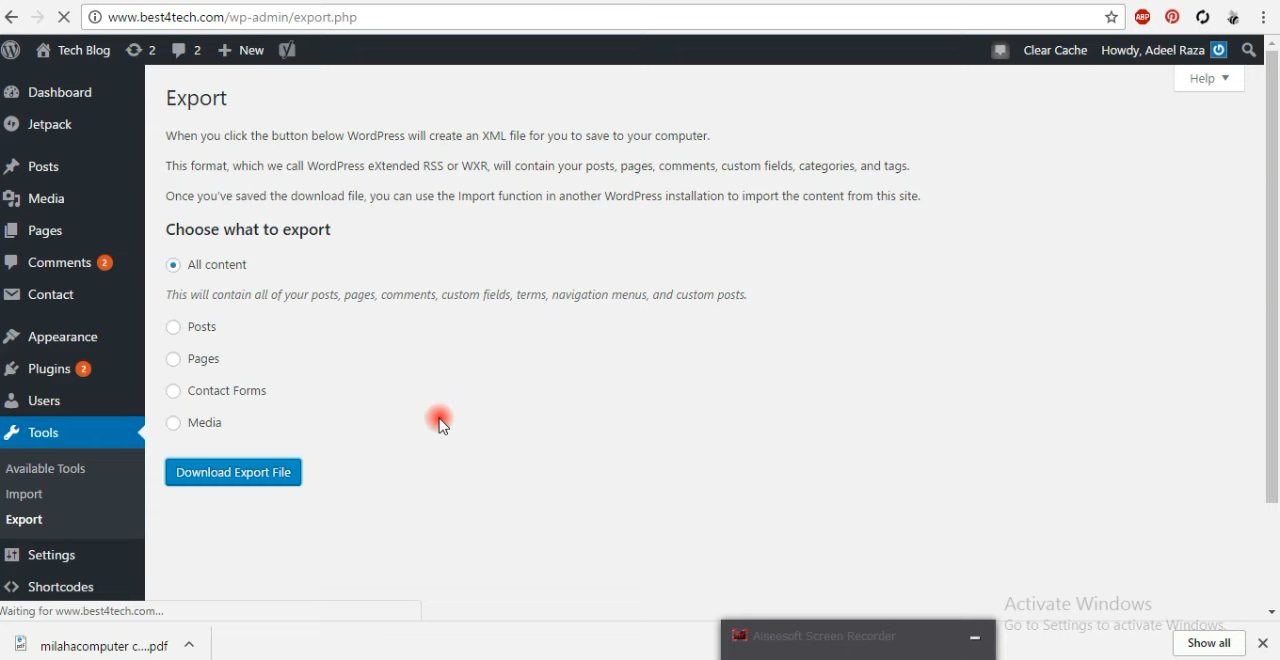 www.best4tech.com/wp-admin/export.php
ABP
Tech Blog 2 2 New Clear Cache Howdy, Adeel Raza
Help
Dashboard
Jetpack
Posts
Media
Pages
Comments 2
Contact
Appearance
Plugins 2
Users
Tools
Available Tools
Import
Export
Settings
Shortcodes
Export
When you click the button below WordPress will create an XML file for you to save to your computer.
This format, which we call WordPress eXtended RSS or WXR, will contain your posts, pages, comments, custom fields, categories, and tags.
Once you've saved the download file, you can use the Import function in another WordPress installation to import the content from this site.
Choose what to export
All content
This will contain all of your posts, pages, comments, custom fields, terms, navigation menus, and custom posts.
Posts
Pages
Contact Forms
Media
Download Export File
Waiting for www.best4tech.com...
Activate Windows
Go to Settings to activate Windows.
milahacomputer c....pdf
Aiseesoft Screen Recorder
Show all